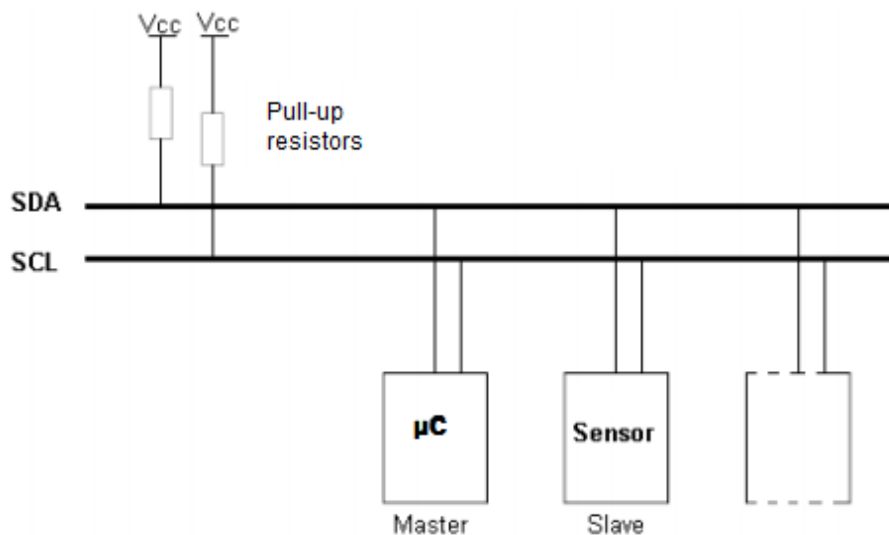 Vcc Vcc
Pull-up
resistors
SDA
SCL
µC
Sensor
Master
Slave